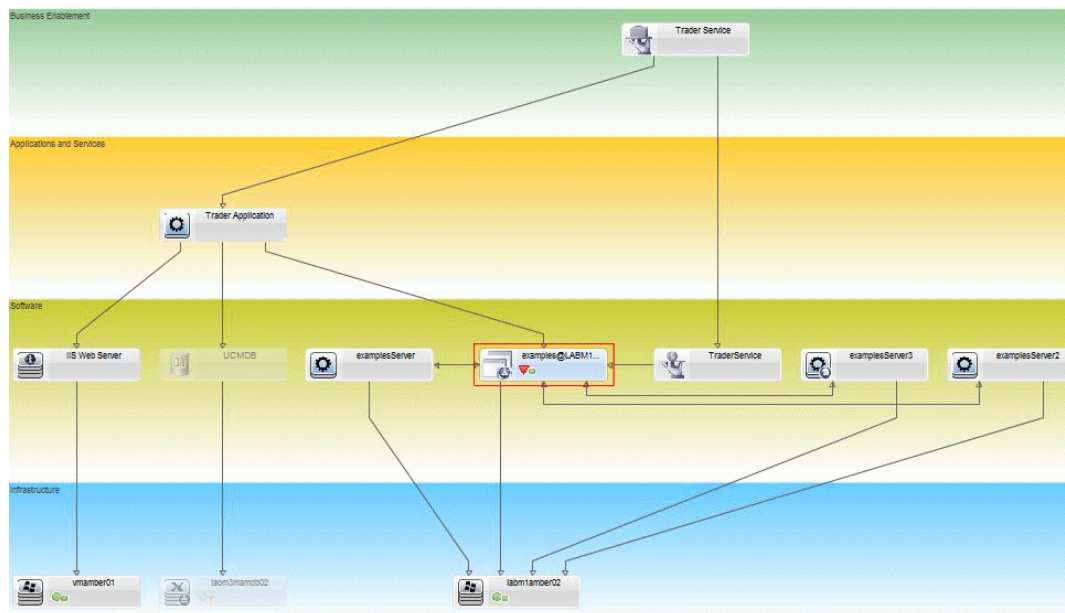 Business Enablement
Trader Service
Applications and Services
Trader Application
Software
IIS Web Server
UCMDB
examplesServer
examples@LABM1...
TraderService
examplesServer3
examplesServer2
Infrastructure
vmamber01
labm3mamdb02
labm1amber02